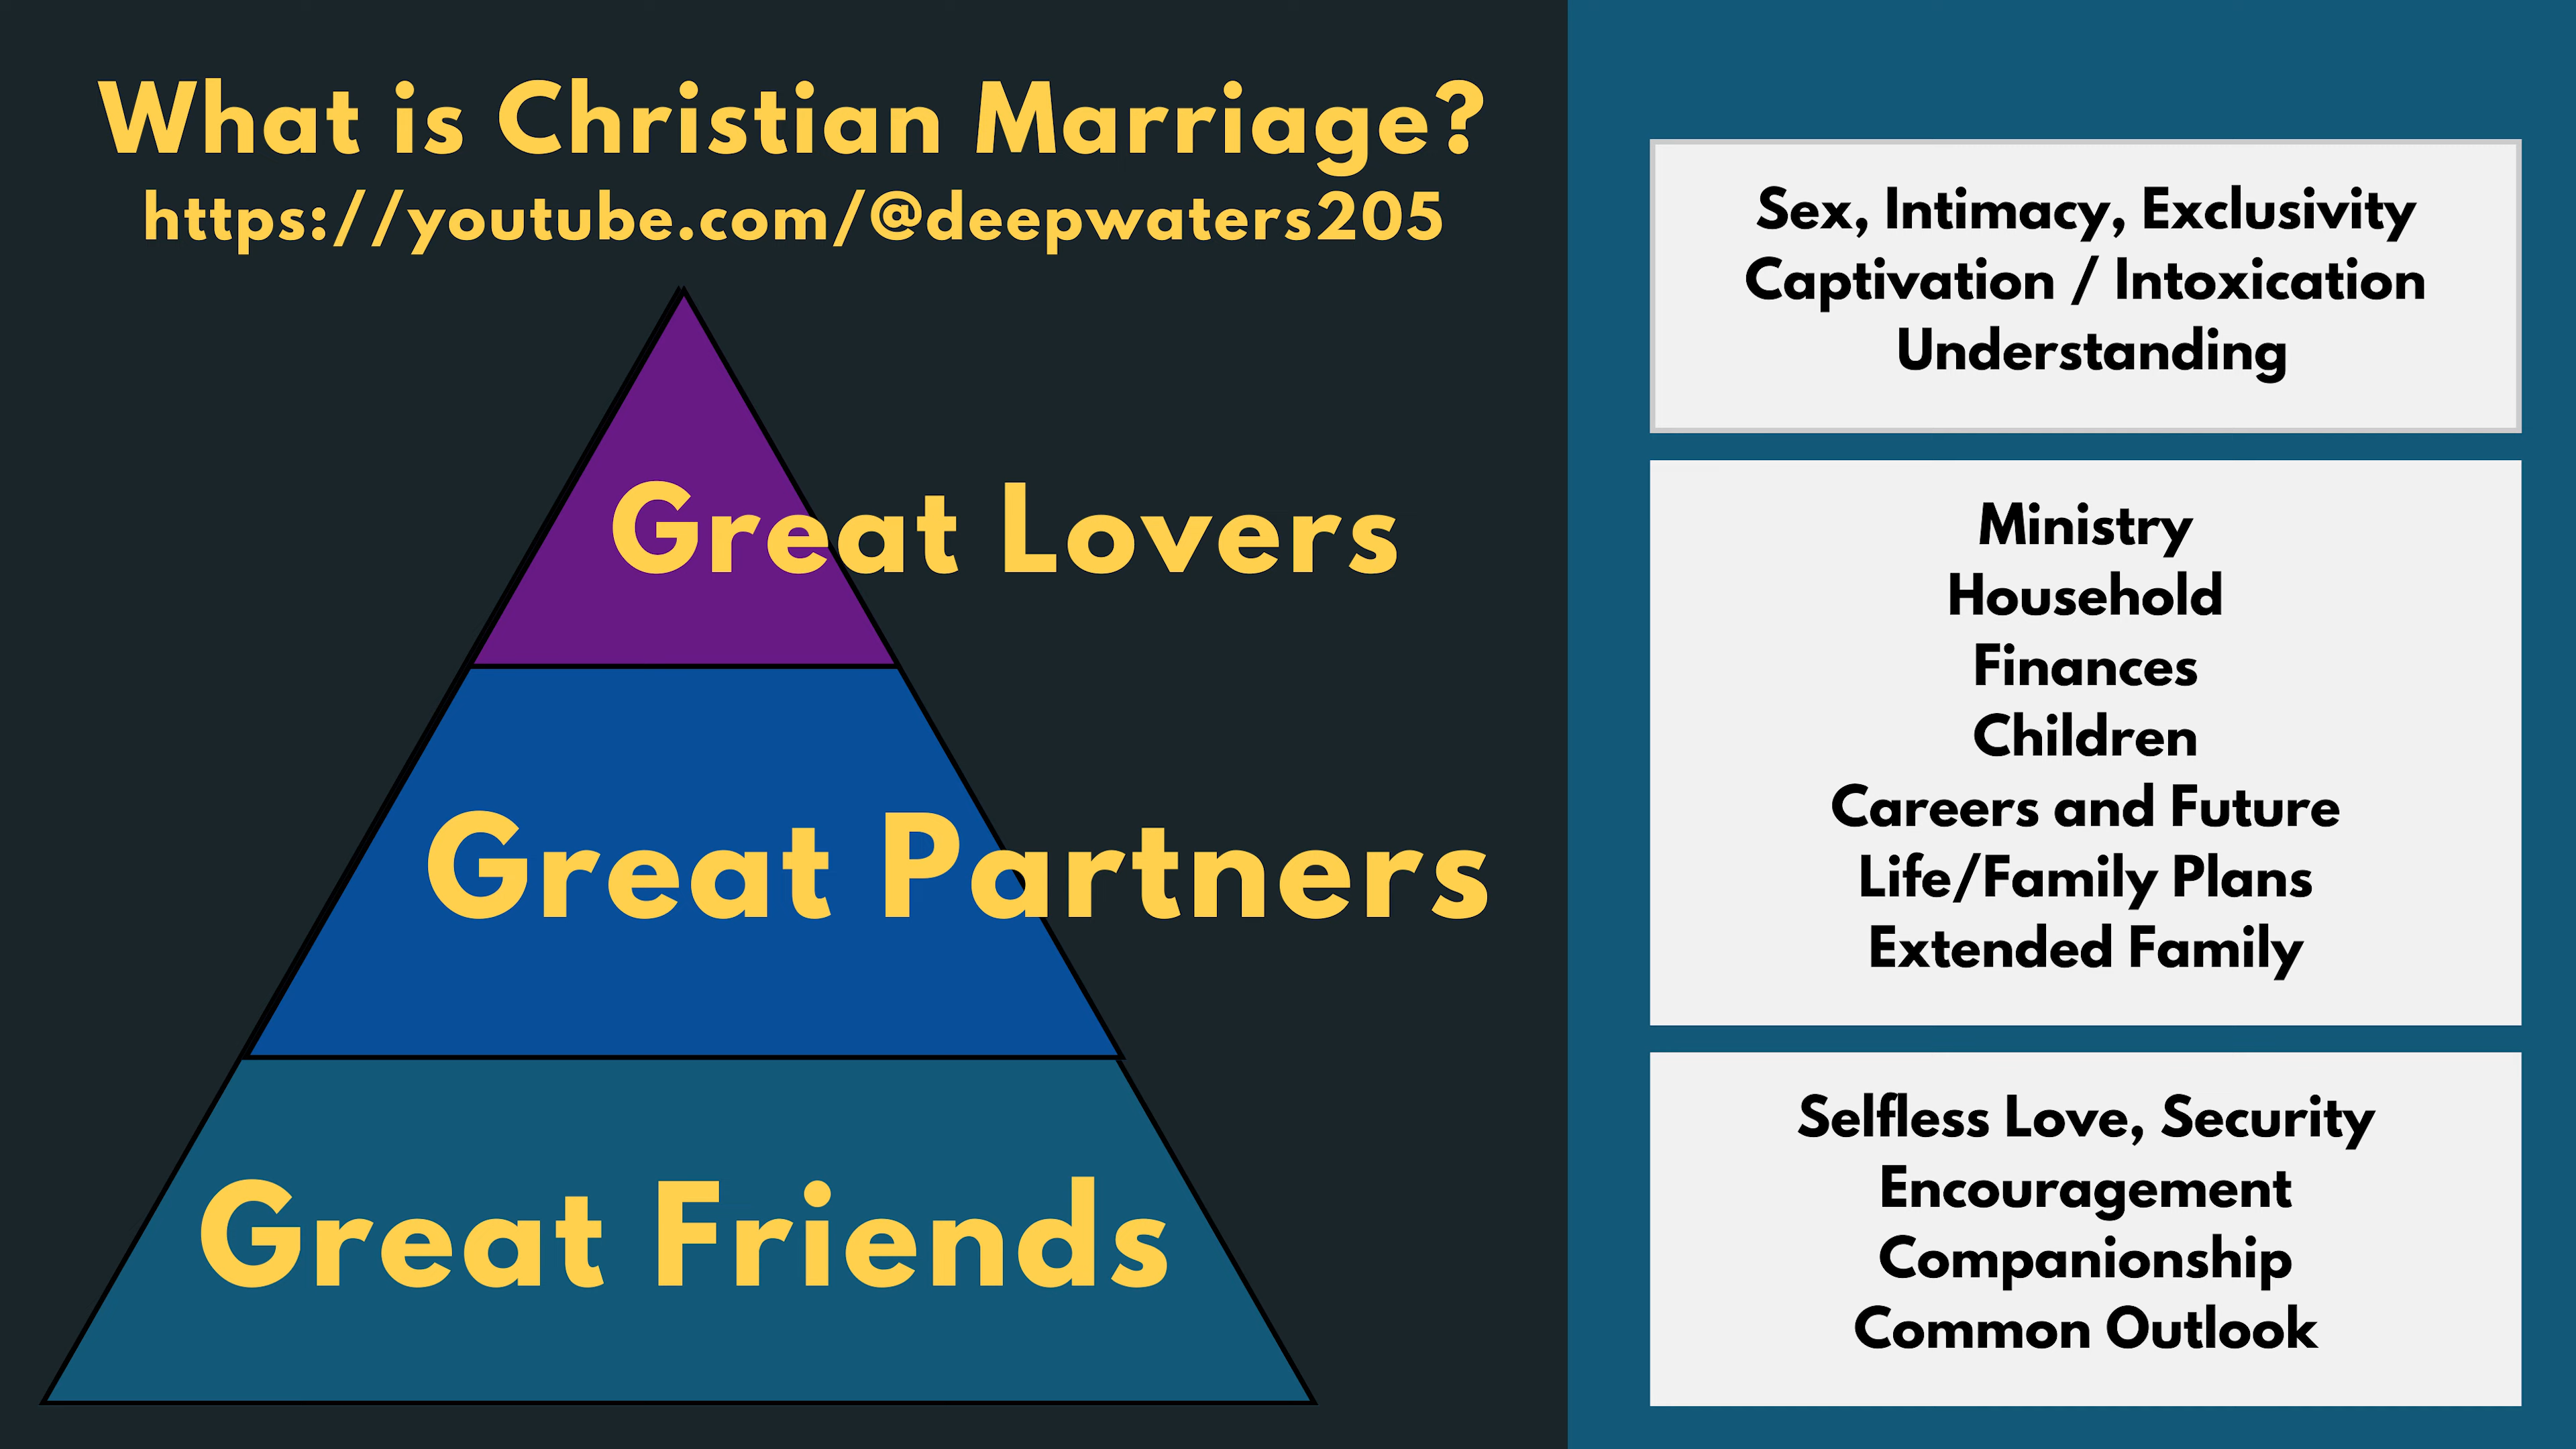 What is Christian Marriage?
https://youtube.com/@deepwaters205
Great Lovers
Great Partners
Great Friends
Sex, Intimacy, Exclusivity
Captivation / Intoxication
Understanding
Ministry
Household
Finances
Children
Careers and Future
Life/Family Plans
Extended Family
Selfless Love, Security
Encouragement
Companionship
Common Outlook